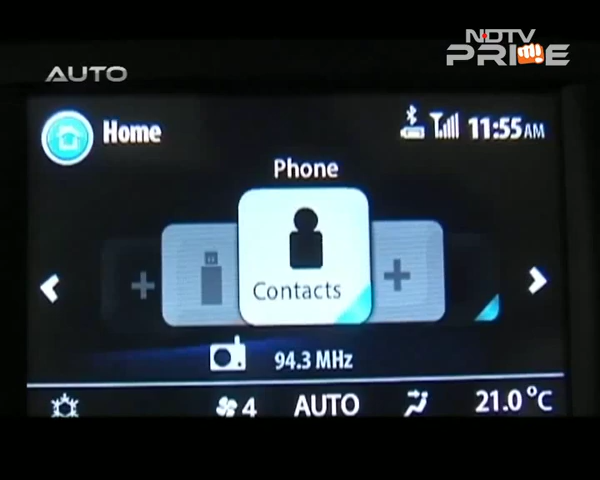 NDTV
PRIME
AUTO
Home
11:55AM
Phone
Contacts
94.3 MHz
4 AUTO 21.0°C